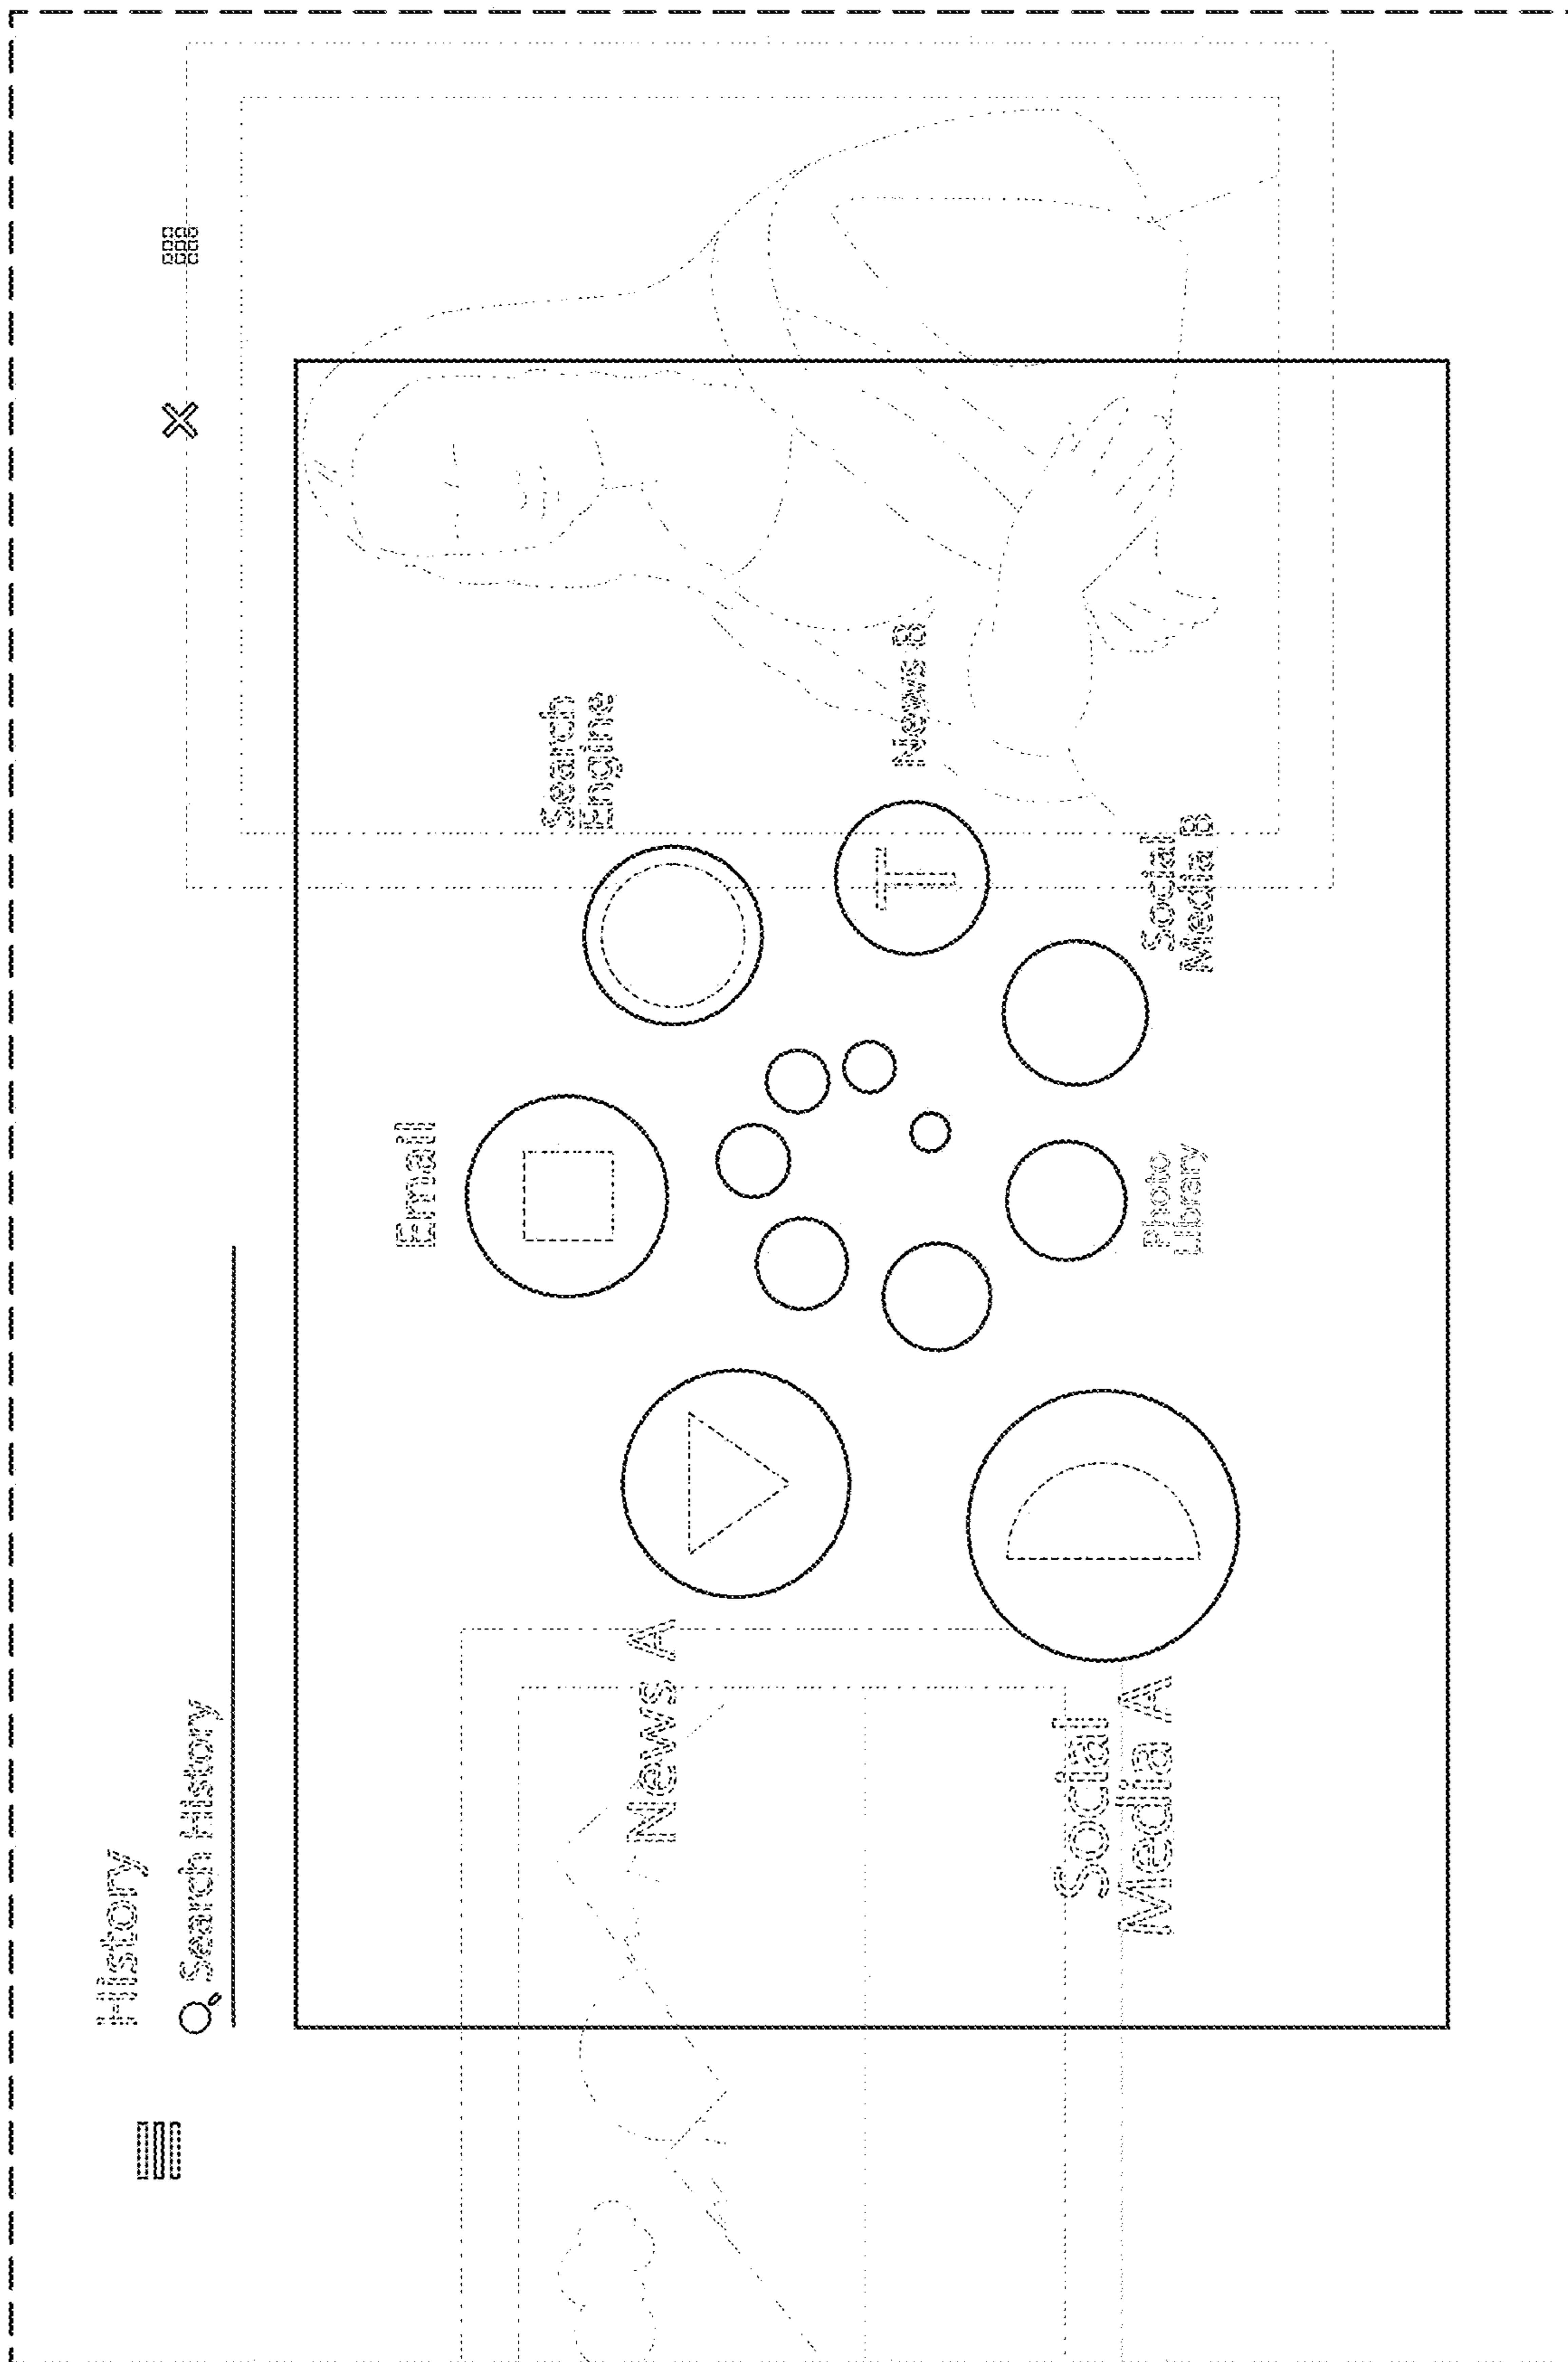 History
Search History
Email
Search
Engine
News A
News B
Social
Media A
Photo
Library
Social
Media B
T